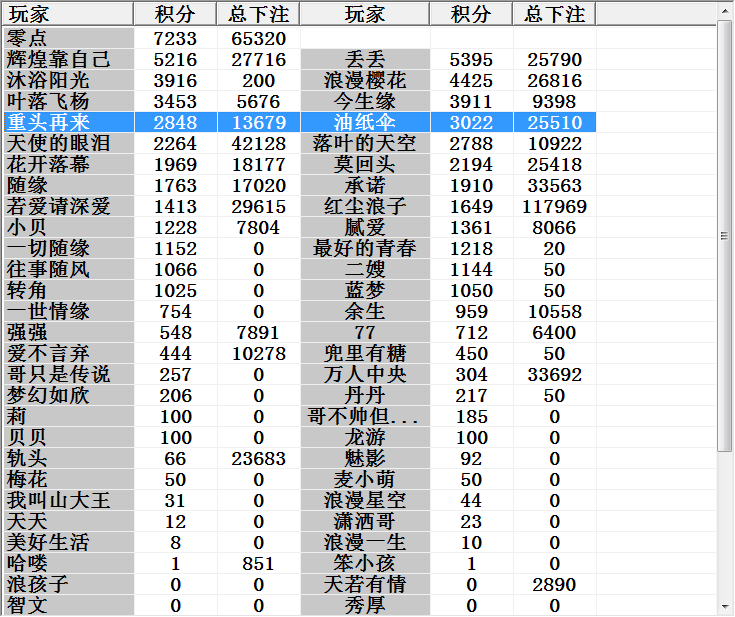 玩家 积分 总下注 玩家 积分 总下注
零点 7233 65320
辉煌靠自己 5216 27716 丢丢 5395 25790
沐浴阳光 3916 200 浪漫樱花 4425 26816
叶落飞杨 3453 5676 今生缘 3911 9398
重头再来 2848 13679 油纸伞 3022 25510
天使的眼泪 2264 42128 落叶的天空 2788 10922
花开落幕 1969 18177 莫回头 2194 25418
随缘 1763 17020 承诺 1910 33563
若爱请深爱 1413 29615 红尘浪子 1649 117969
小贝 1228 7804 腻爱 1361 8066
一切随缘 1152 0 最好的青春 1218 20
往事随风 1066 0 二嫂 1144 50
转角 1025 0 蓝梦 1050 50
一世情缘 754 0 余生 959 10558
强强 548 7891 77 712 6400
爱不言弃 444 10278 兜里有糖 450 50
哥只是传说 257 0 万人中央 304 33692
梦幻如欣 206 0 丹丹 217 50
莉 100 0 哥不帅但... 185 0
贝贝 100 0 龙游 100 0
轨头 66 23683 魅影 92 0
梅花 50 0 麦小萌 50 0
我叫山大王 31 0 浪漫星空 44 0
天天 12 0 潇洒哥 23 0
美好生活 8 0 浪漫一生 10 0
哈喽 1 851 笨小孩 1 0
浪孩子 0 0 天若有情 0 2890
智文 0 0 秀厚 0 0